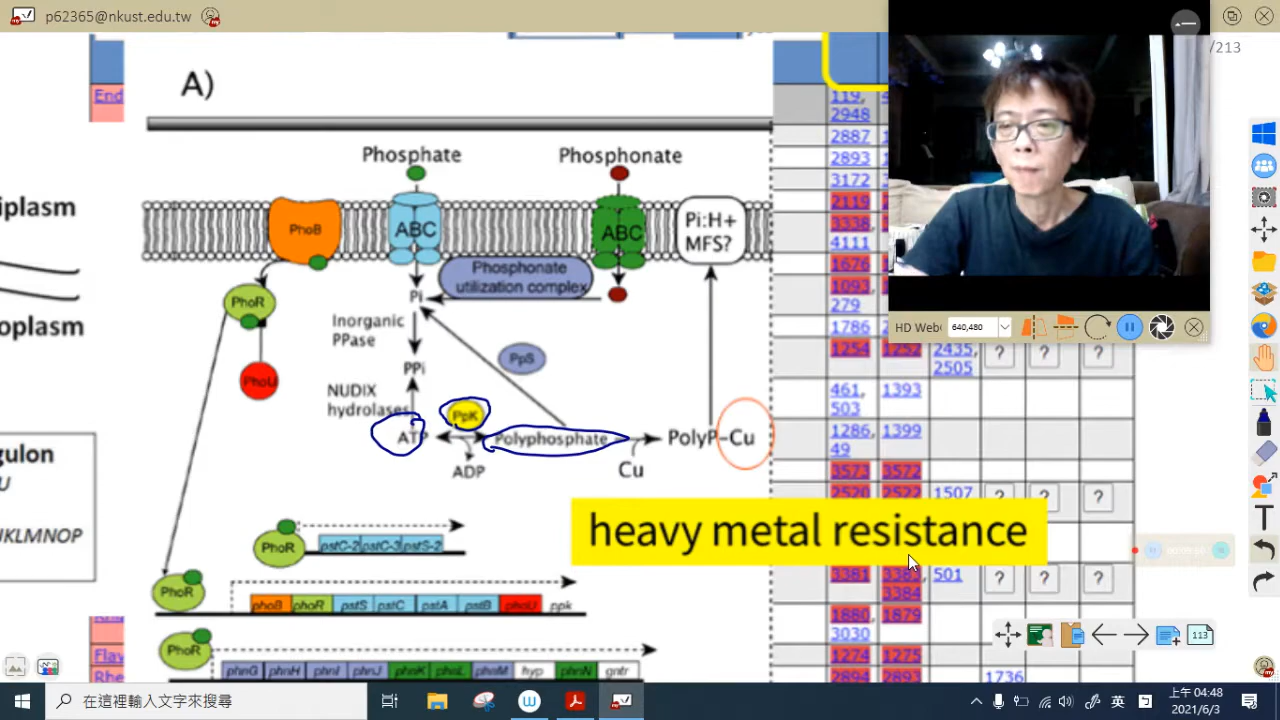 p62365@nkust.edu.tw
/213
A)
End
Phosphate
Phosphonate
iplasm
PhoB
ABC
ABC
Pi:H+
MFS?
Phosphonate
utilization complex
Pi
PhoR
oplasm
Inorganic
PPase
PpS
PPi
PhoU
NUDIX
hydrolases
PpK
ATP
Polyphosphate
PolyP-Cu
ADP
Cu
gulon
U
IKLMNOP
heavy metal resistance
PhoR
pstC-2 pstC-3 pstS-2
PhoR
phoB phoR pstS pstC pstA pstB phoU ppk
PhoR
phnG phnH phnI phnJ phnK phnL phnM hyp phnN gntr
119,
2948
2887
2893
3172
2119
3338,
4111
1676
1093,
279
1786
1254 1252 2435,
2505
? ? ?
461, 1393
503
1286, 1399
49
3573 3572
2520 2522 1507
? ? ?
3381 3383, 501
3384
? ? ?
1880, 1879
3030
1274 1275
2894 2893 1736
Flav
Rhe
HD Web
640,480
113
在這裡輸入文字來搜尋
上午 04:48
2021/6/3